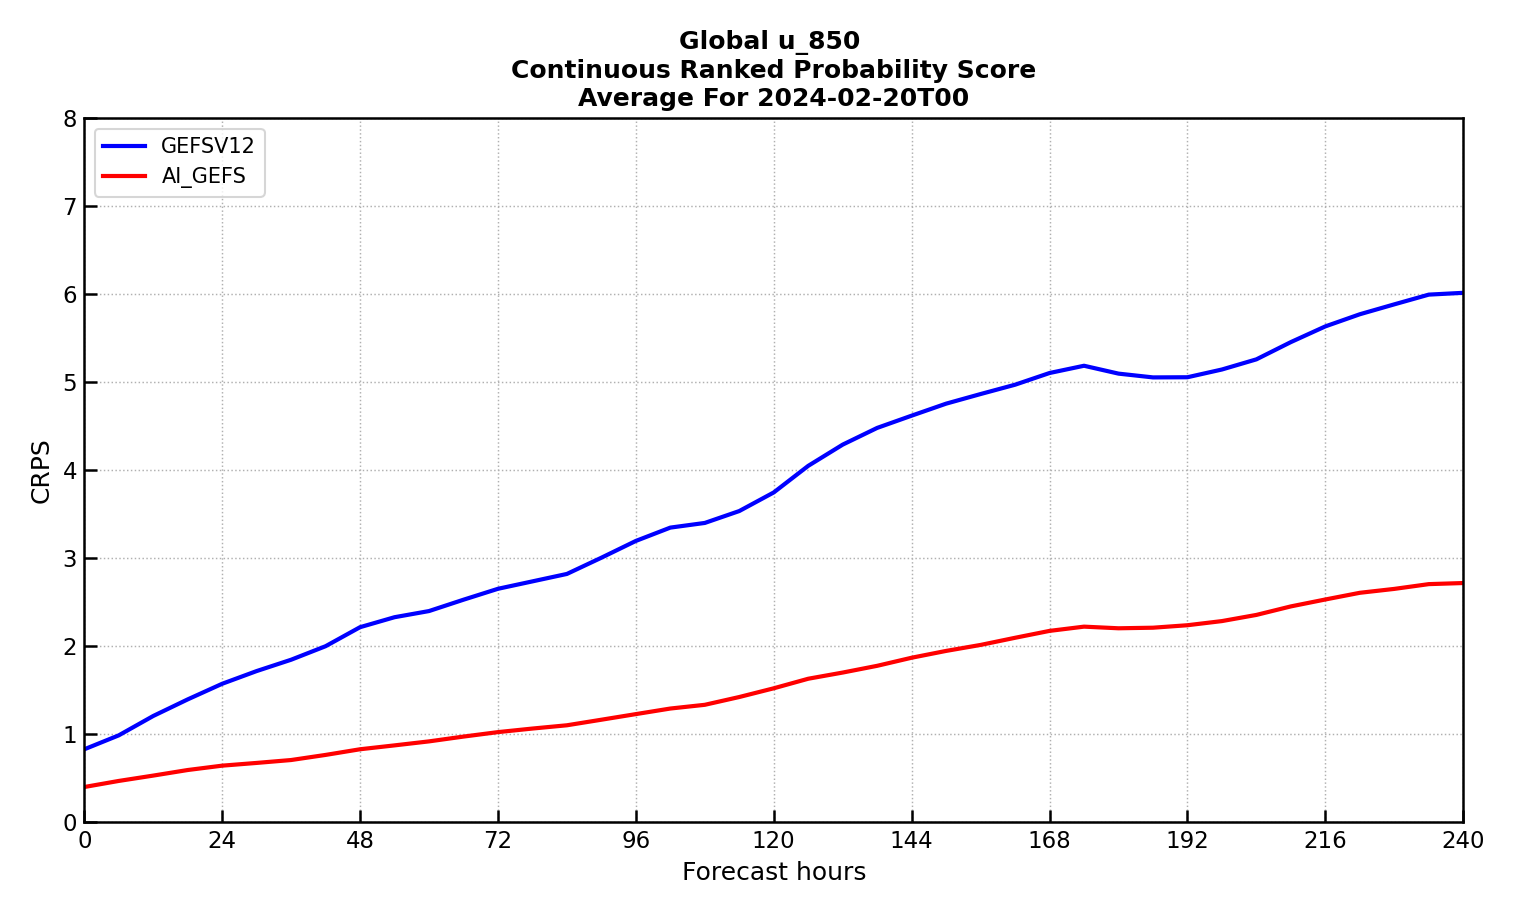 Global u_850
Continuous Ranked Probability Score
Average For 2024-02-20T00
GEFSV12
AI_GEFS
8
7
6
5
4
3
2
1
0
CRPS
0 24 48 72 96 120 144 168 192 216 240
Forecast hours